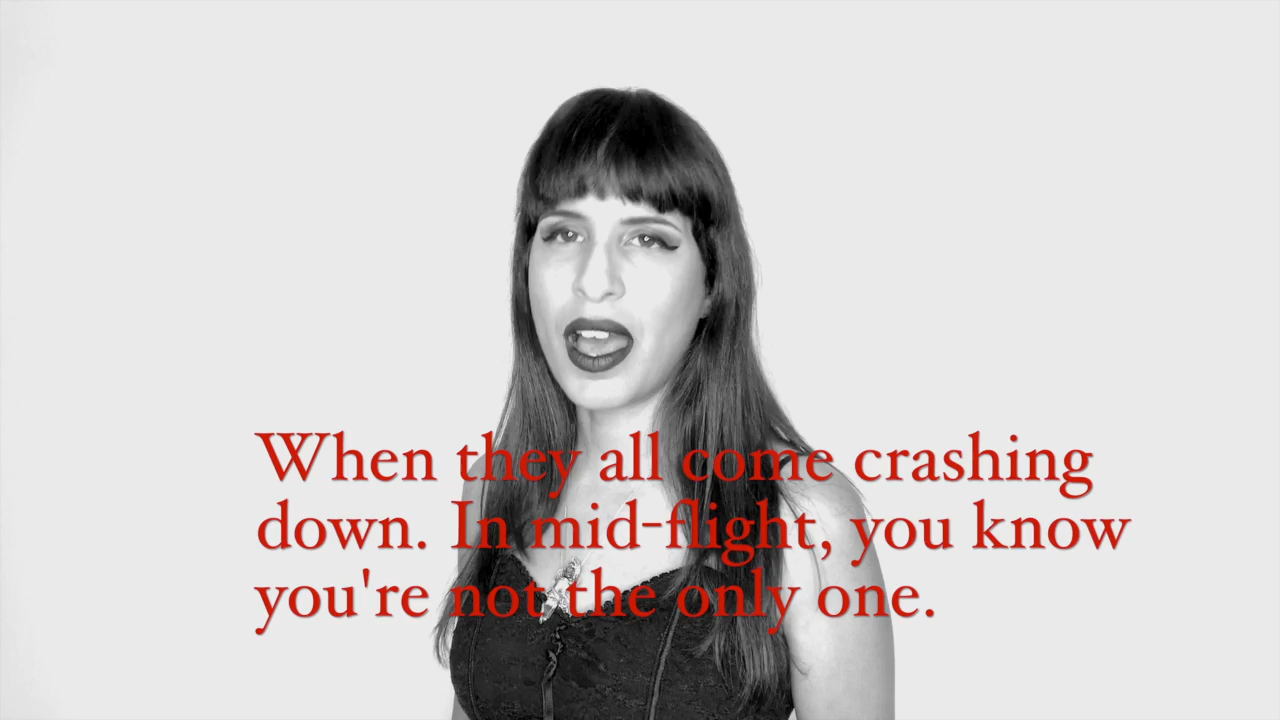 When they all come crashing
down. In mid-flight, you know
you're not the only one.